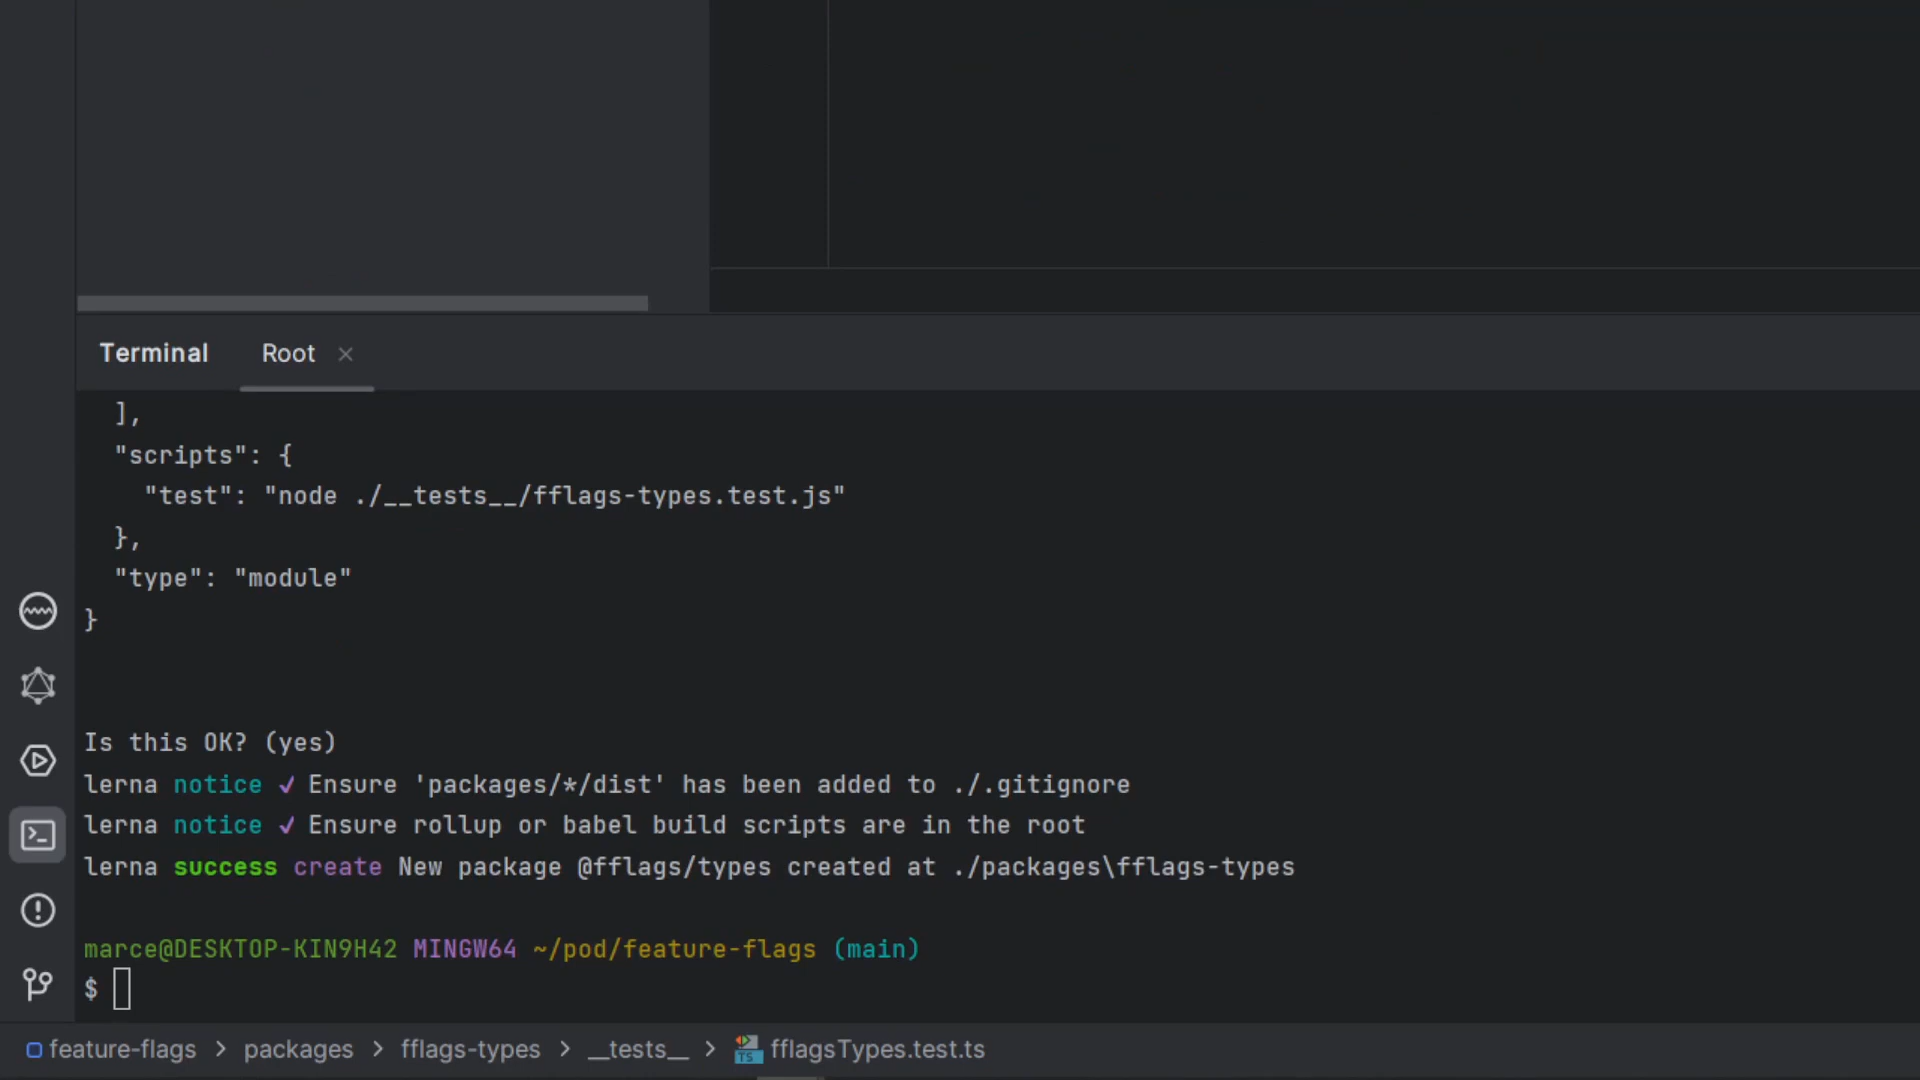 Terminal Root
],
"scripts": {
"test": "node ./__tests__/fflags-types.test.js"
},
"type": "module"
}
Is this OK? (yes)
lerna notice ✓ Ensure 'packages/*/dist' has been added to ./.gitignore
lerna notice ✓ Ensure rollup or babel build scripts are in the root
lerna success create New package @fflags/types created at ./packages\fflags-types
marce@DESKTOP-KIN9H42 MINGW64 ~/pod/feature-flags (main)
$
feature-flags > packages > fflags-types > __tests__ > TS fflagsTypes.test.ts